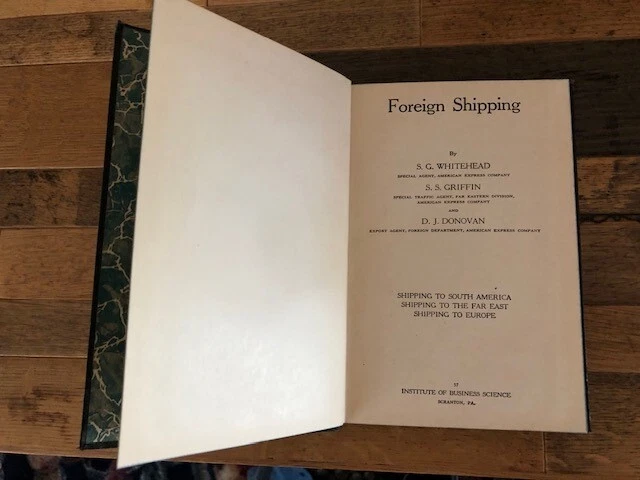 Foreign Shipping
By
S. G. WHITEHEAD
SPECIAL AGENT, AMERICAN EXPRESS COMPANY
S. S. GRIFFIN
SPECIAL TRAFFIC AGENT, FAR EASTERN DIVISION,
AMERICAN EXPRESS COMPANY
AND
D. J. DONOVAN
EXPORT AGENT, FOREIGN DEPARTMENT, AMERICAN EXPRESS COMPANY
SHIPPING TO SOUTH AMERICA
SHIPPING TO THE FAR EAST
SHIPPING TO EUROPE
37
INSTITUTE OF BUSINESS SCIENCE
SCRANTON, PA.